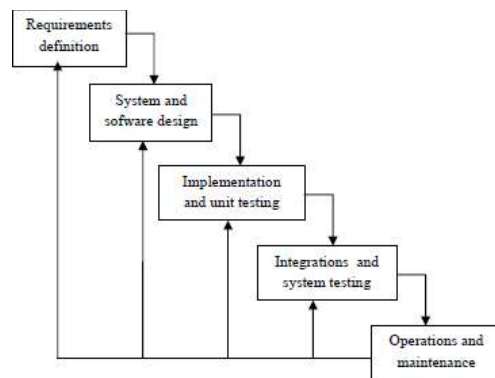 Requirements
definition
System and
sofware design
Implementation
and unit testing
Integrations and
system testing
Operations and
maintenance